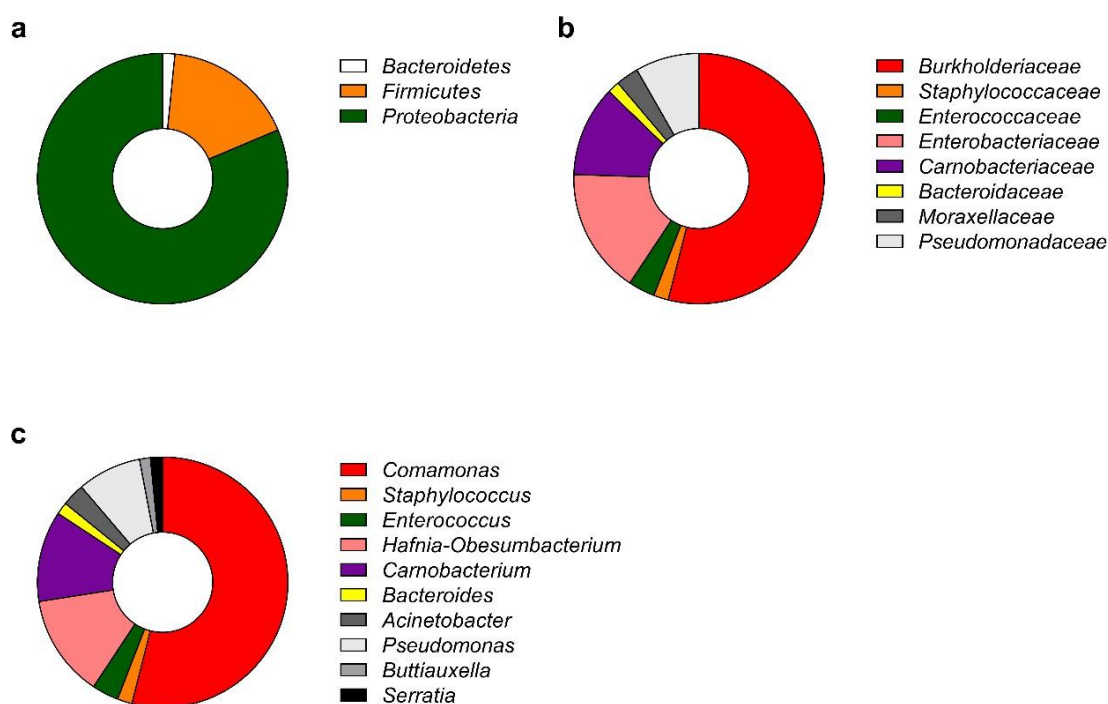 a
Bacteroidetes
Firmicutes
Proteobacteria
b
Burkholderiaceae
Staphylococcaceae
Enterococcaceae
Enterobacteriaceae
Carnobacteriaceae
Bacteroidaceae
Moraxellaceae
Pseudomonadaceae
c
Comamonas
Staphylococcus
Enterococcus
Hafnia-Obesumbacterium
Carnobacterium
Bacteroides
Acinetobacter
Pseudomonas
Buttiauxella
Serratia